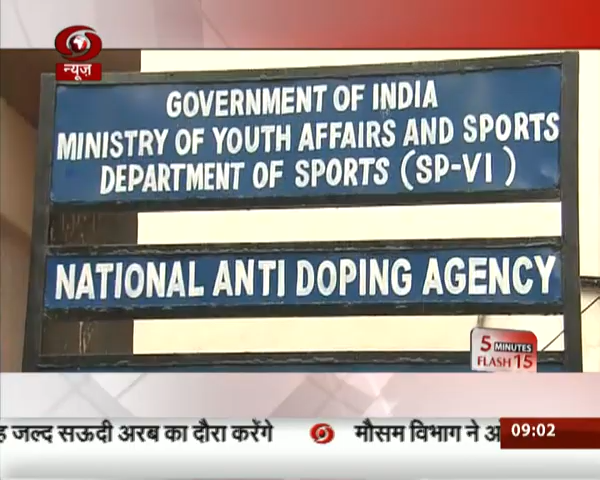 न्यूज़
GOVERNMENT OF INDIA
MINISTRY OF YOUTH AFFAIRS AND SPORTS
DEPARTMENT OF SPORTS (SP-VI)
NATIONAL ANTI DOPING AGENCY
5 MINUTES
FLASH 15
जल्द सऊदी अरब का दौरा करेंगे
मौसम विभाग ने
09:02